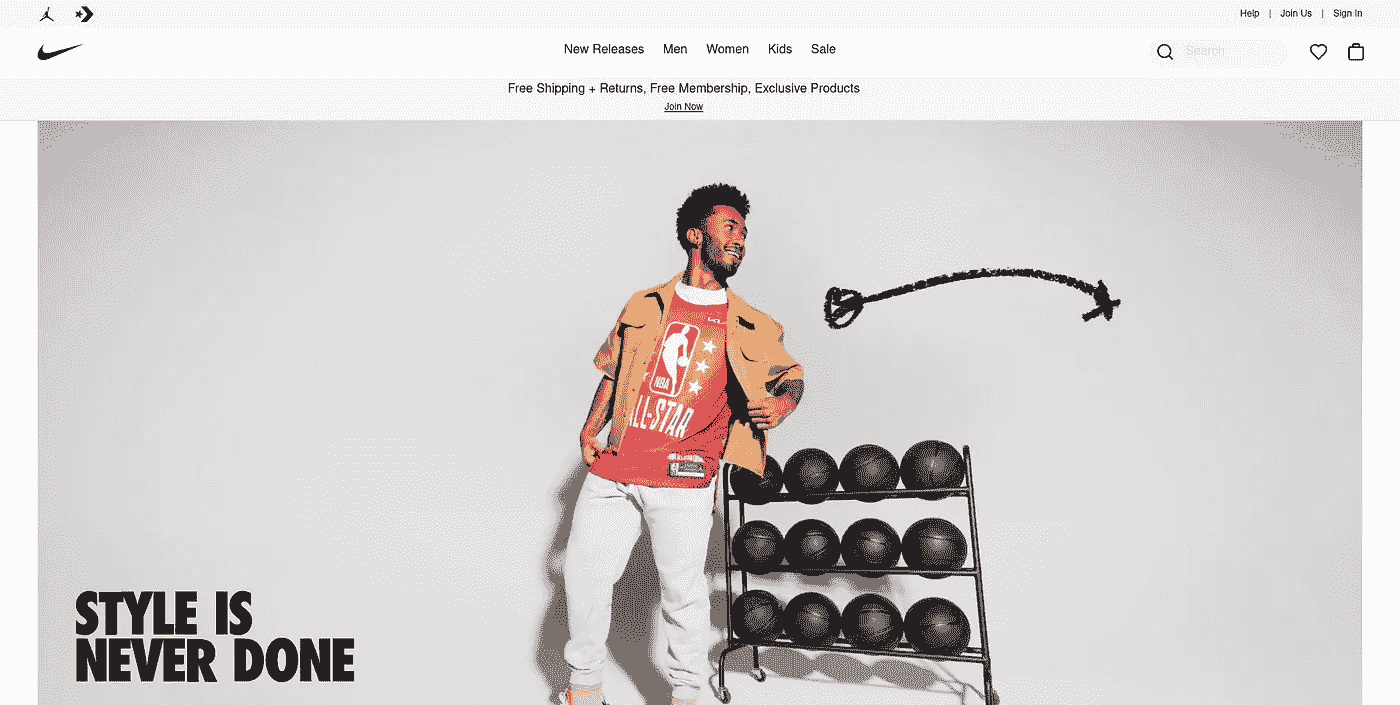 Help | Join Us | Sign In
New Releases Men Women Kids Sale
Search
Free Shipping + Returns, Free Membership, Exclusive Products
Join Now
NBA
ALL-STAR
STYLE IS
NEVER DONE